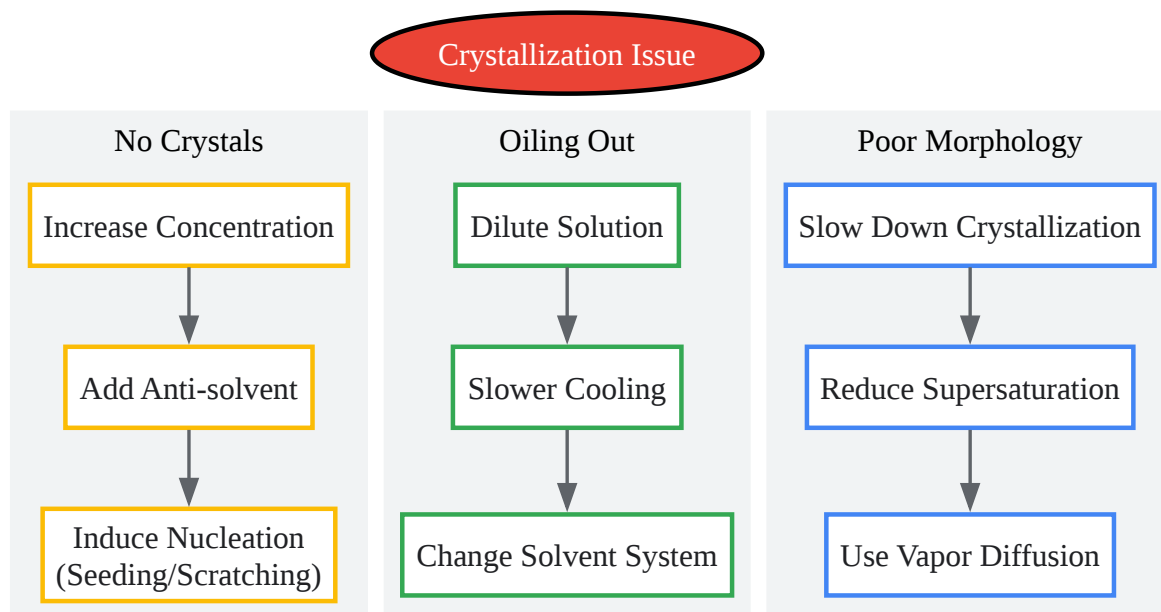 Crystallization Issue
No Crystals
Increase Concentration
Add Anti-solvent
Induce Nucleation
(Seeding/Scratching)
Oiling Out
Dilute Solution
Slower Cooling
Change Solvent System
Poor Morphology
Slow Down Crystallization
Reduce Supersaturation
Use Vapor Diffusion